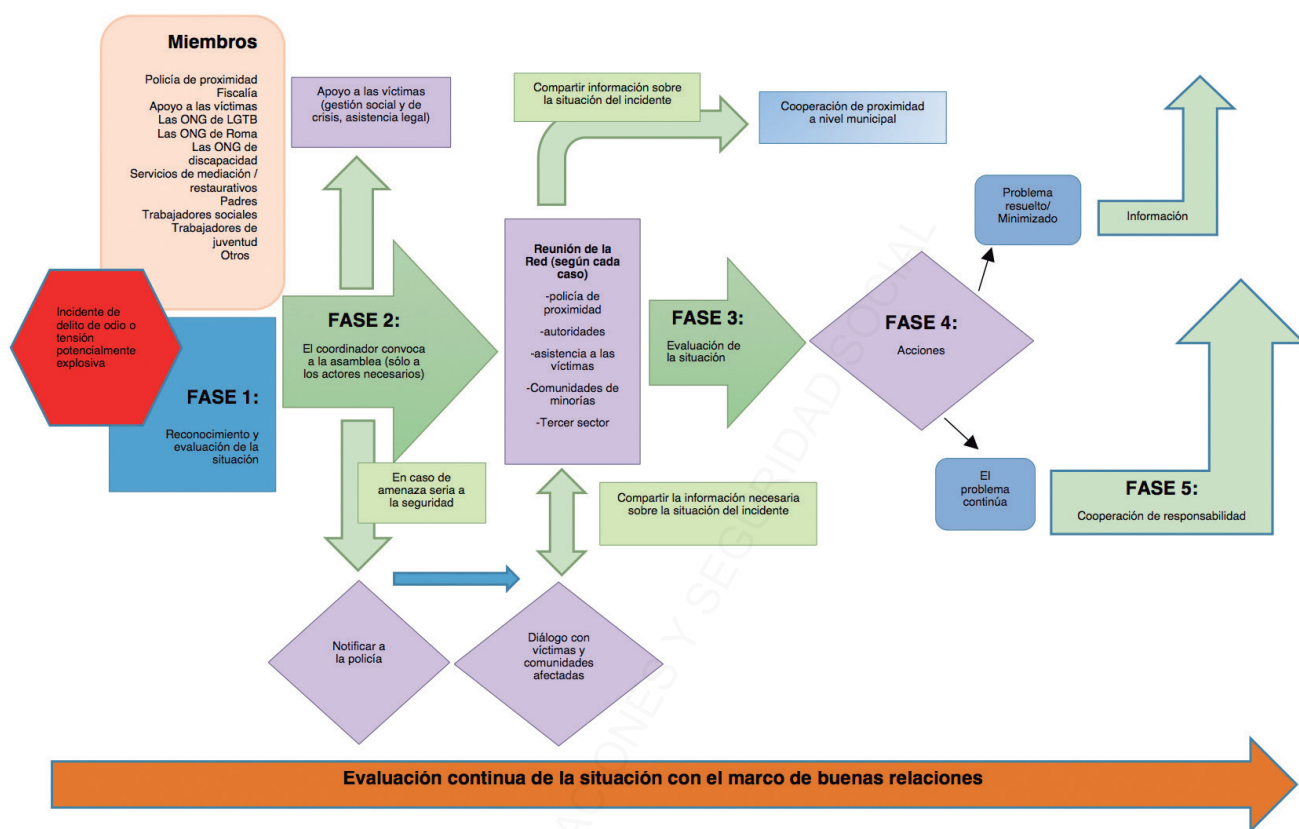 Miembros
Policía de proximidad
Fiscalía
Apoyo a las víctimas
Las ONG de LGTB
Las ONG de Roma
Las ONG de
discapacidad
Servicios de mediación /
restaurativos
Padres
Trabajadores sociales
Trabajadores de
juventud
Otros
Incidente de
delito de odio o
tensión
potencialmente
explosiva
FASE 1:
Reconocimiento y
evaluación de la
situación
Apoyo a las víctimas
(gestión social y de
crisis, asistencia legal)
FASE 2:
El coordinador convoca
a la asamblea (sólo a
los actores necesarios)
En caso de
amenaza seria a
la seguridad
Notificar a
la policía
Diálogo con
víctimas y
comunidades
afectadas
Compartir información sobre
la situación del incidente
Cooperación de proximidad
a nivel municipal
Reunión de la
Red (según cada
caso)
-policía de
proximidad
-autoridades
-asistencia a las
víctimas
-Comunidades de
minorías
-Tercer sector
Compartir la información necesaria
sobre la situación del incidente
FASE 3:
Evaluación de
la situación
FASE 4:
Acciones
Problema
resuelto/
Minimizado
Información
El
problema
continúa
FASE 5:
Cooperación de responsabilidad
Evaluación continua de la situación con el marco de buenas relaciones
ACIONES Y SEGURIDAD SOCIAL